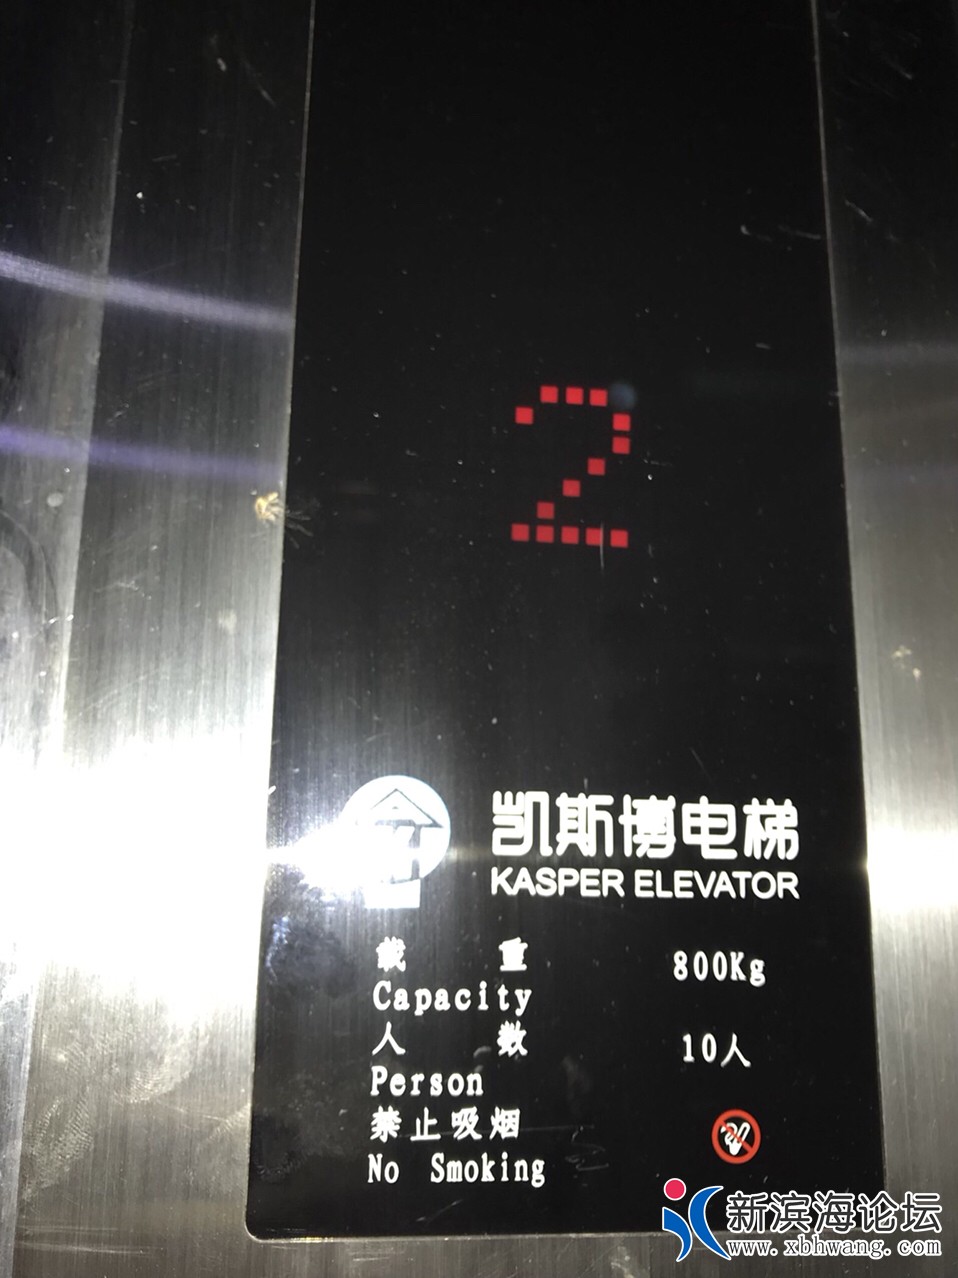 2
凯斯博电梯
KASPER ELEVATOR
载 重 800Kg
Capacity
人 数 10人
Person
禁止吸烟
No Smoking
新滨海论坛
www.xbhwang.com